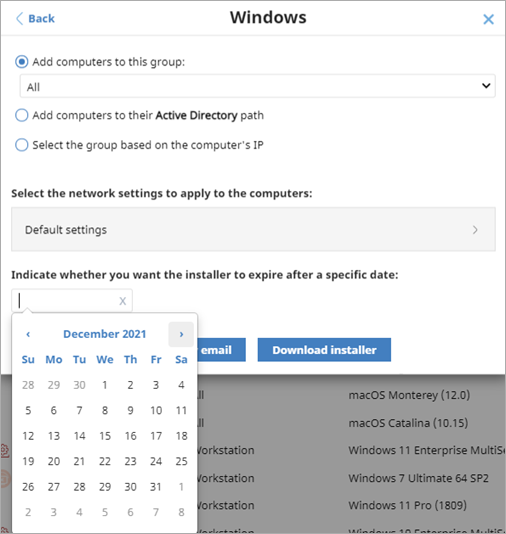 Back
Windows
Add computers to this group:
All
Add computers to their Active Directory path
Select the group based on the computer's IP
Select the network settings to apply to the computers:
Default settings
Indicate whether you want the installer to expire after a specific date:
X
‹ December 2021 ›
Su Mo Tu We Th Fr Sa
28 29 30 1 2 3 4
5 6 7 8 9 10 11
12 13 14 15 16 17 18
19 20 21 22 23 24 25
26 27 28 29 30 31 1
2 3 4 5 6 7 8
email
Download installer
macOS Monterey (12.0)
macOS Catalina (10.15)
Workstation Windows 11 Enterprise MultiSe
Workstation Windows 7 Ultimate 64 SP2
Workstation Windows 11 Pro (1809)
Workstation Windows 10 Enterprise MultiSe